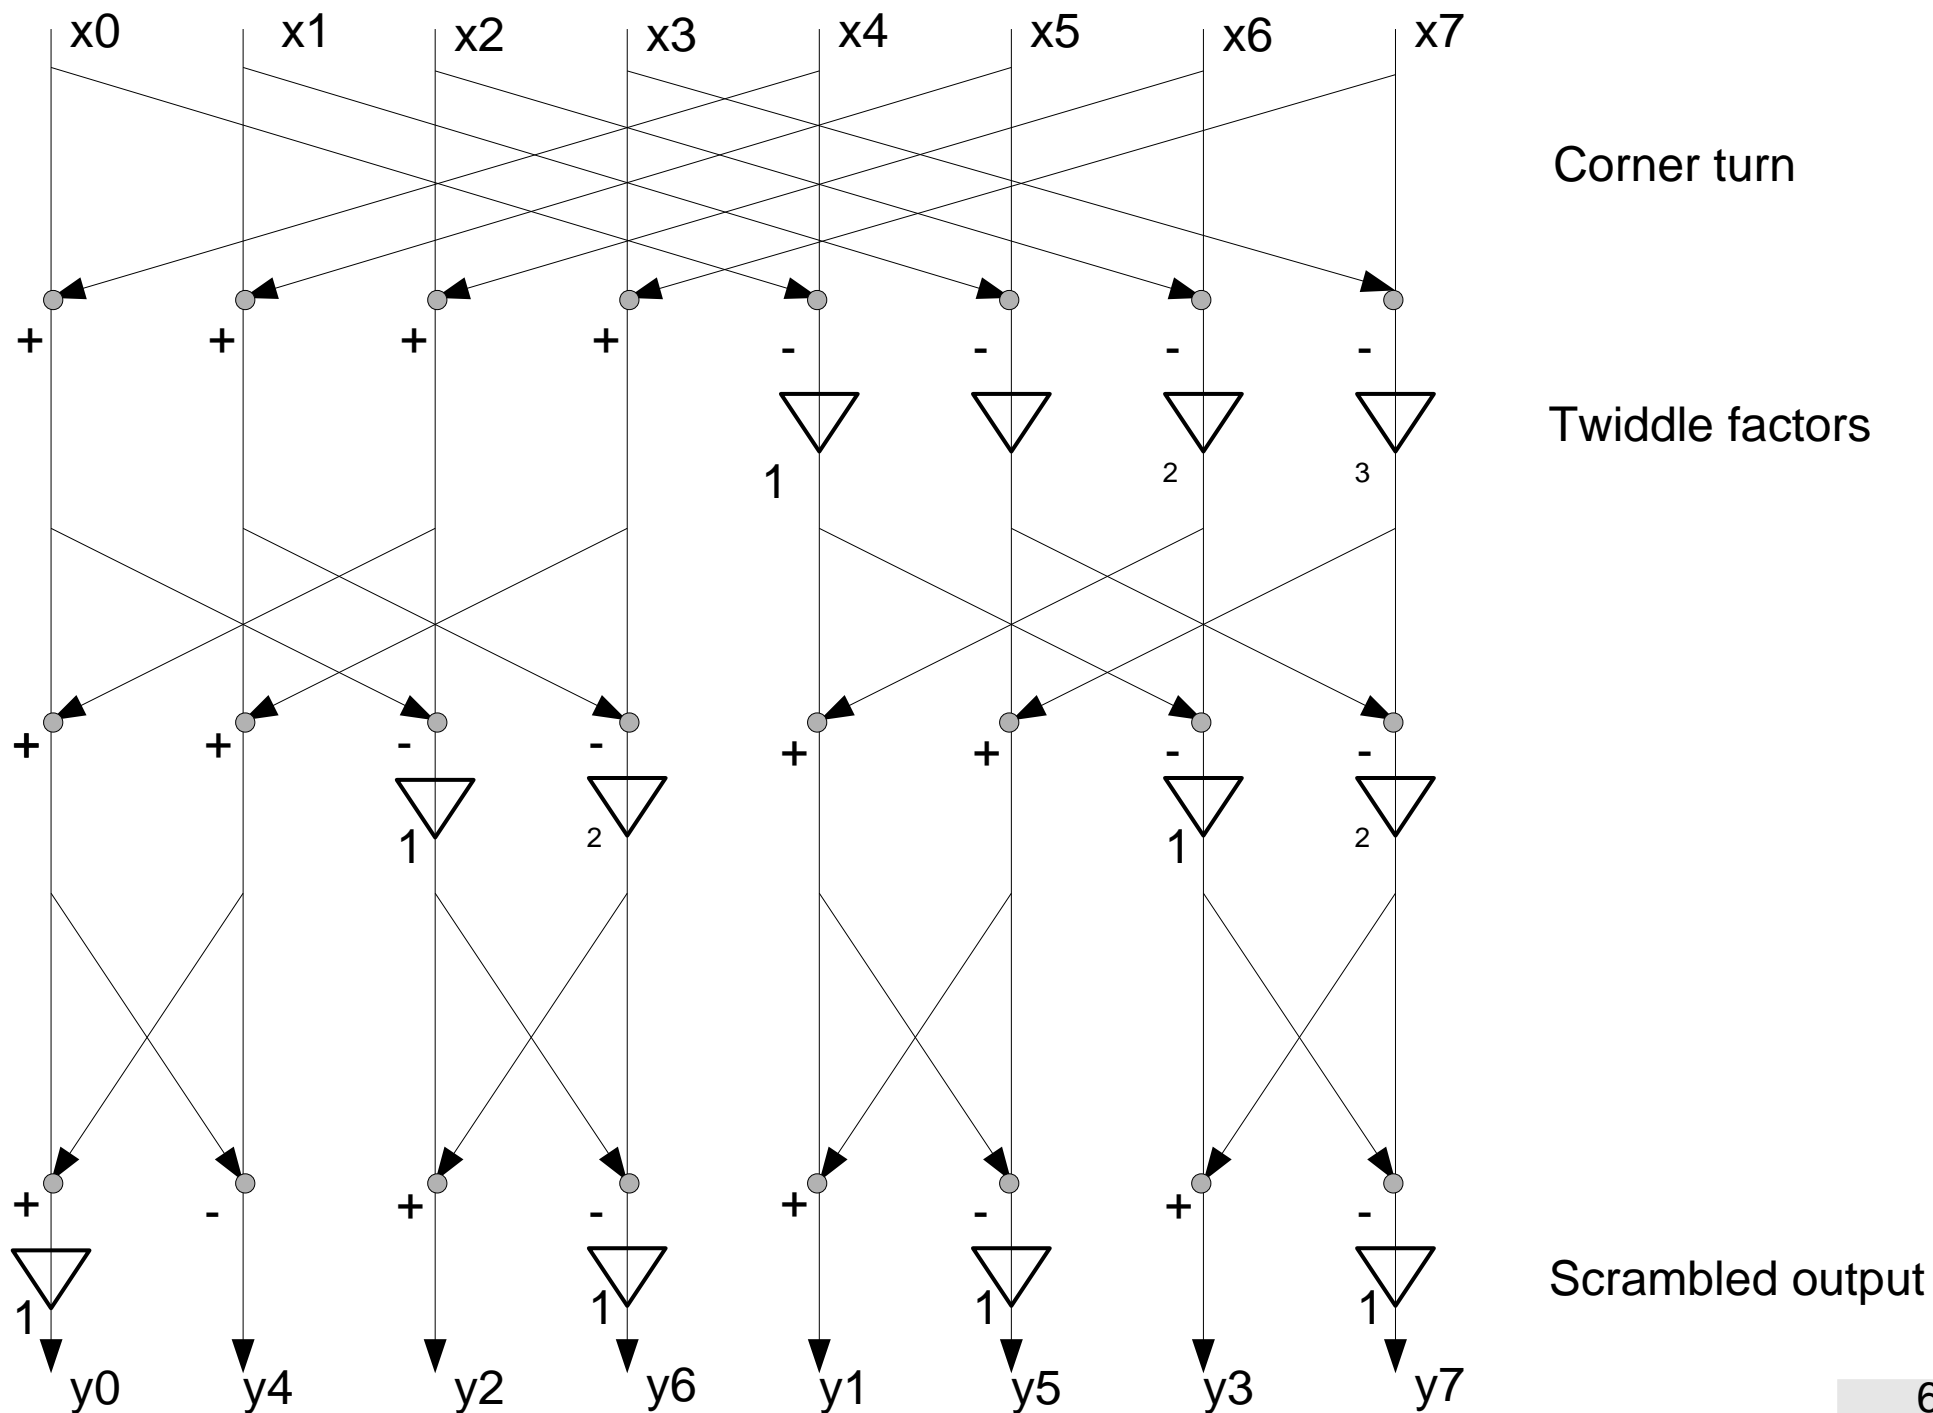 x0 x1 x2 x3 x4 x5 x6 x7
Corner turn
+ + + + - - - -
Twiddle factors
1 2 3
+ + - - + + - -
1 2 1 2
+ - + - + - + -
Scrambled output
1 1 1 1
y0 y4 y2 y6 y1 y5 y3 y7
6